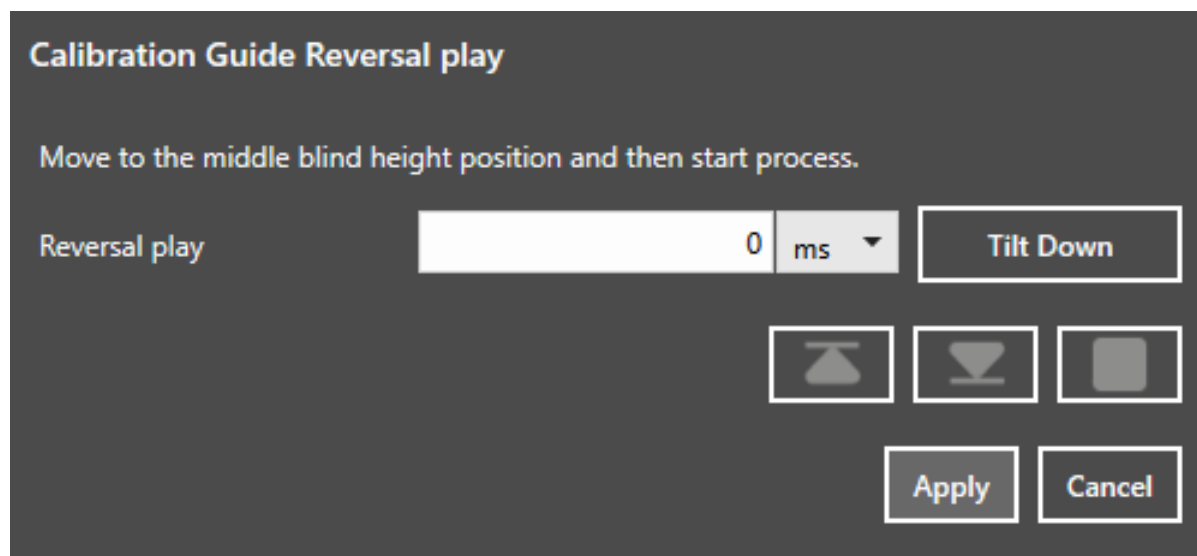 Calibration Guide Reversal play
Move to the middle blind height position and then start process.
Reversal play 0 ms Tilt Down
Apply Cancel